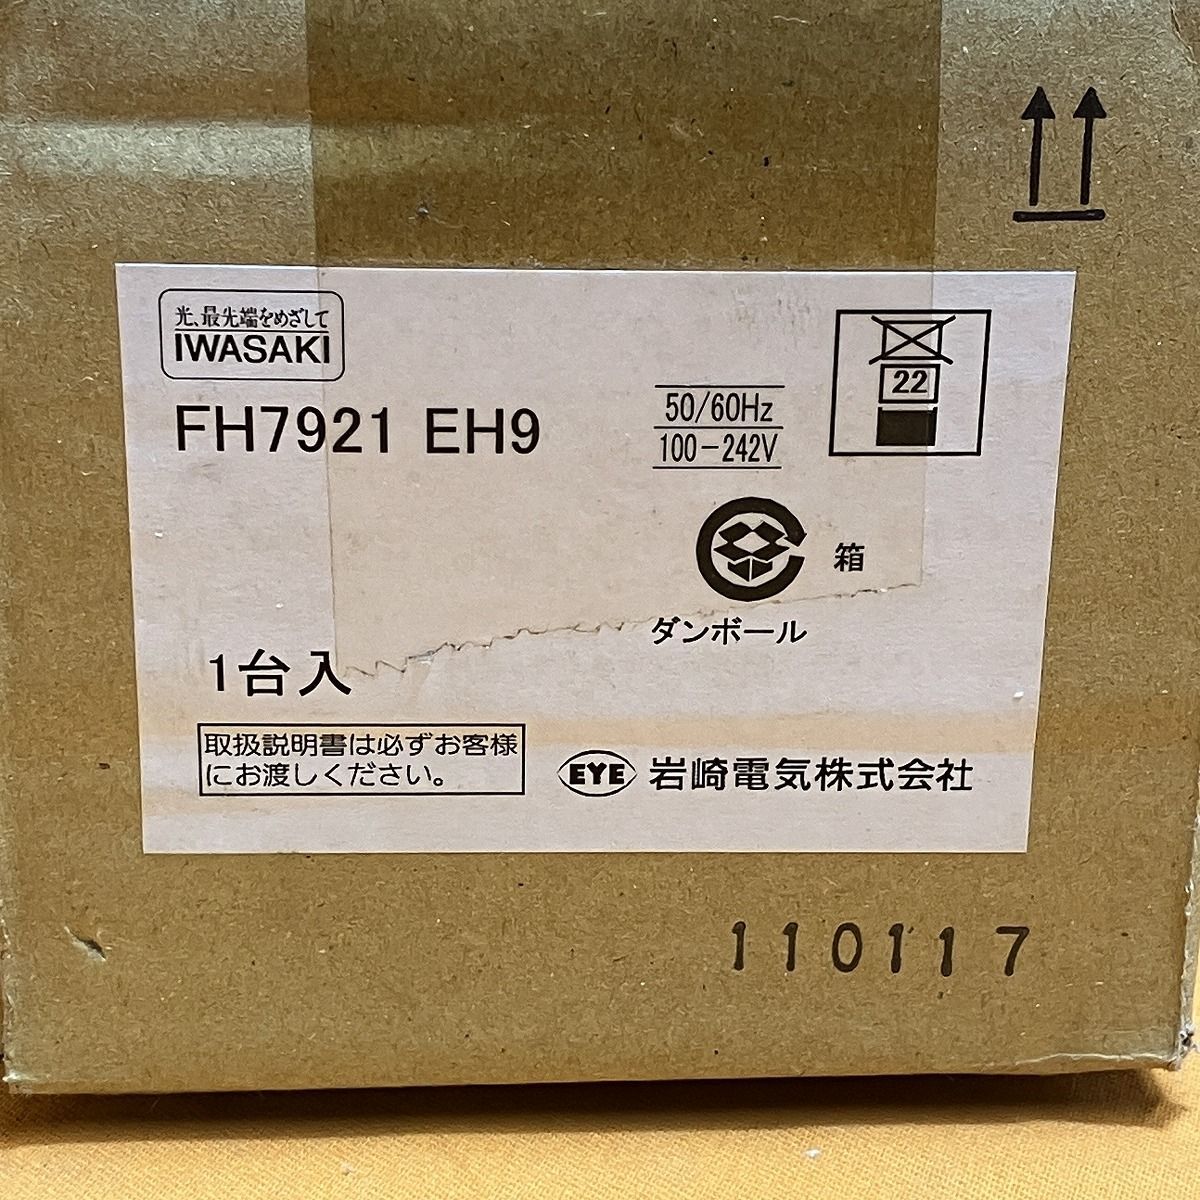 光、最先端をめざして
IWASAKI
FH7921 EH9
50/60Hz
100-242V
22
箱
ダンボール
1台入
取扱説明書は必ずお客様
にお渡しください。
EYE 岩崎電気株式会社
110117